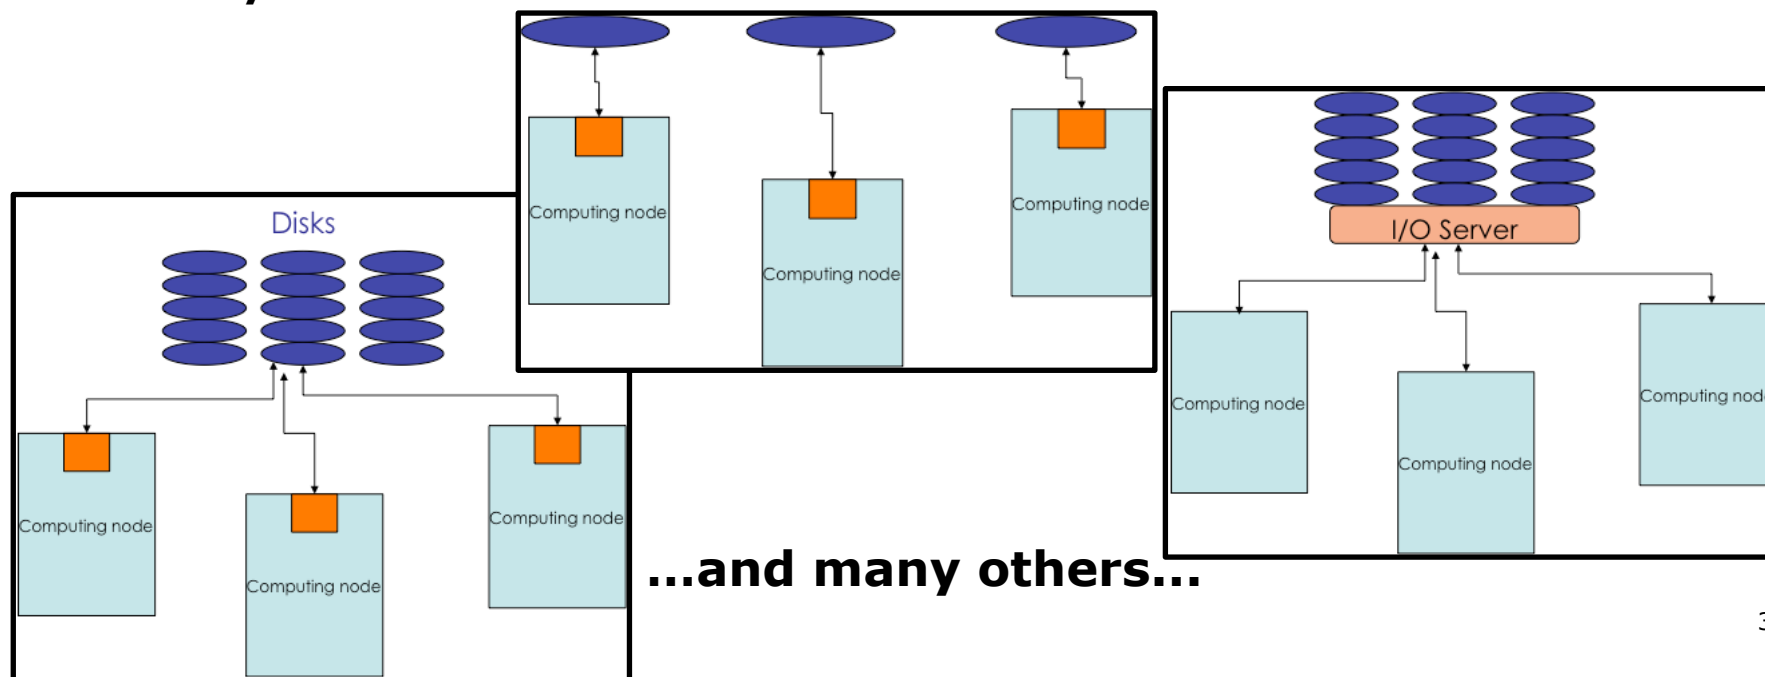 Computing node
Computing node
Computing node
Disks
Computing node
Computing node
Computing node
I/O Server
Computing node
Computing node
Computing nod
...and many others...
3